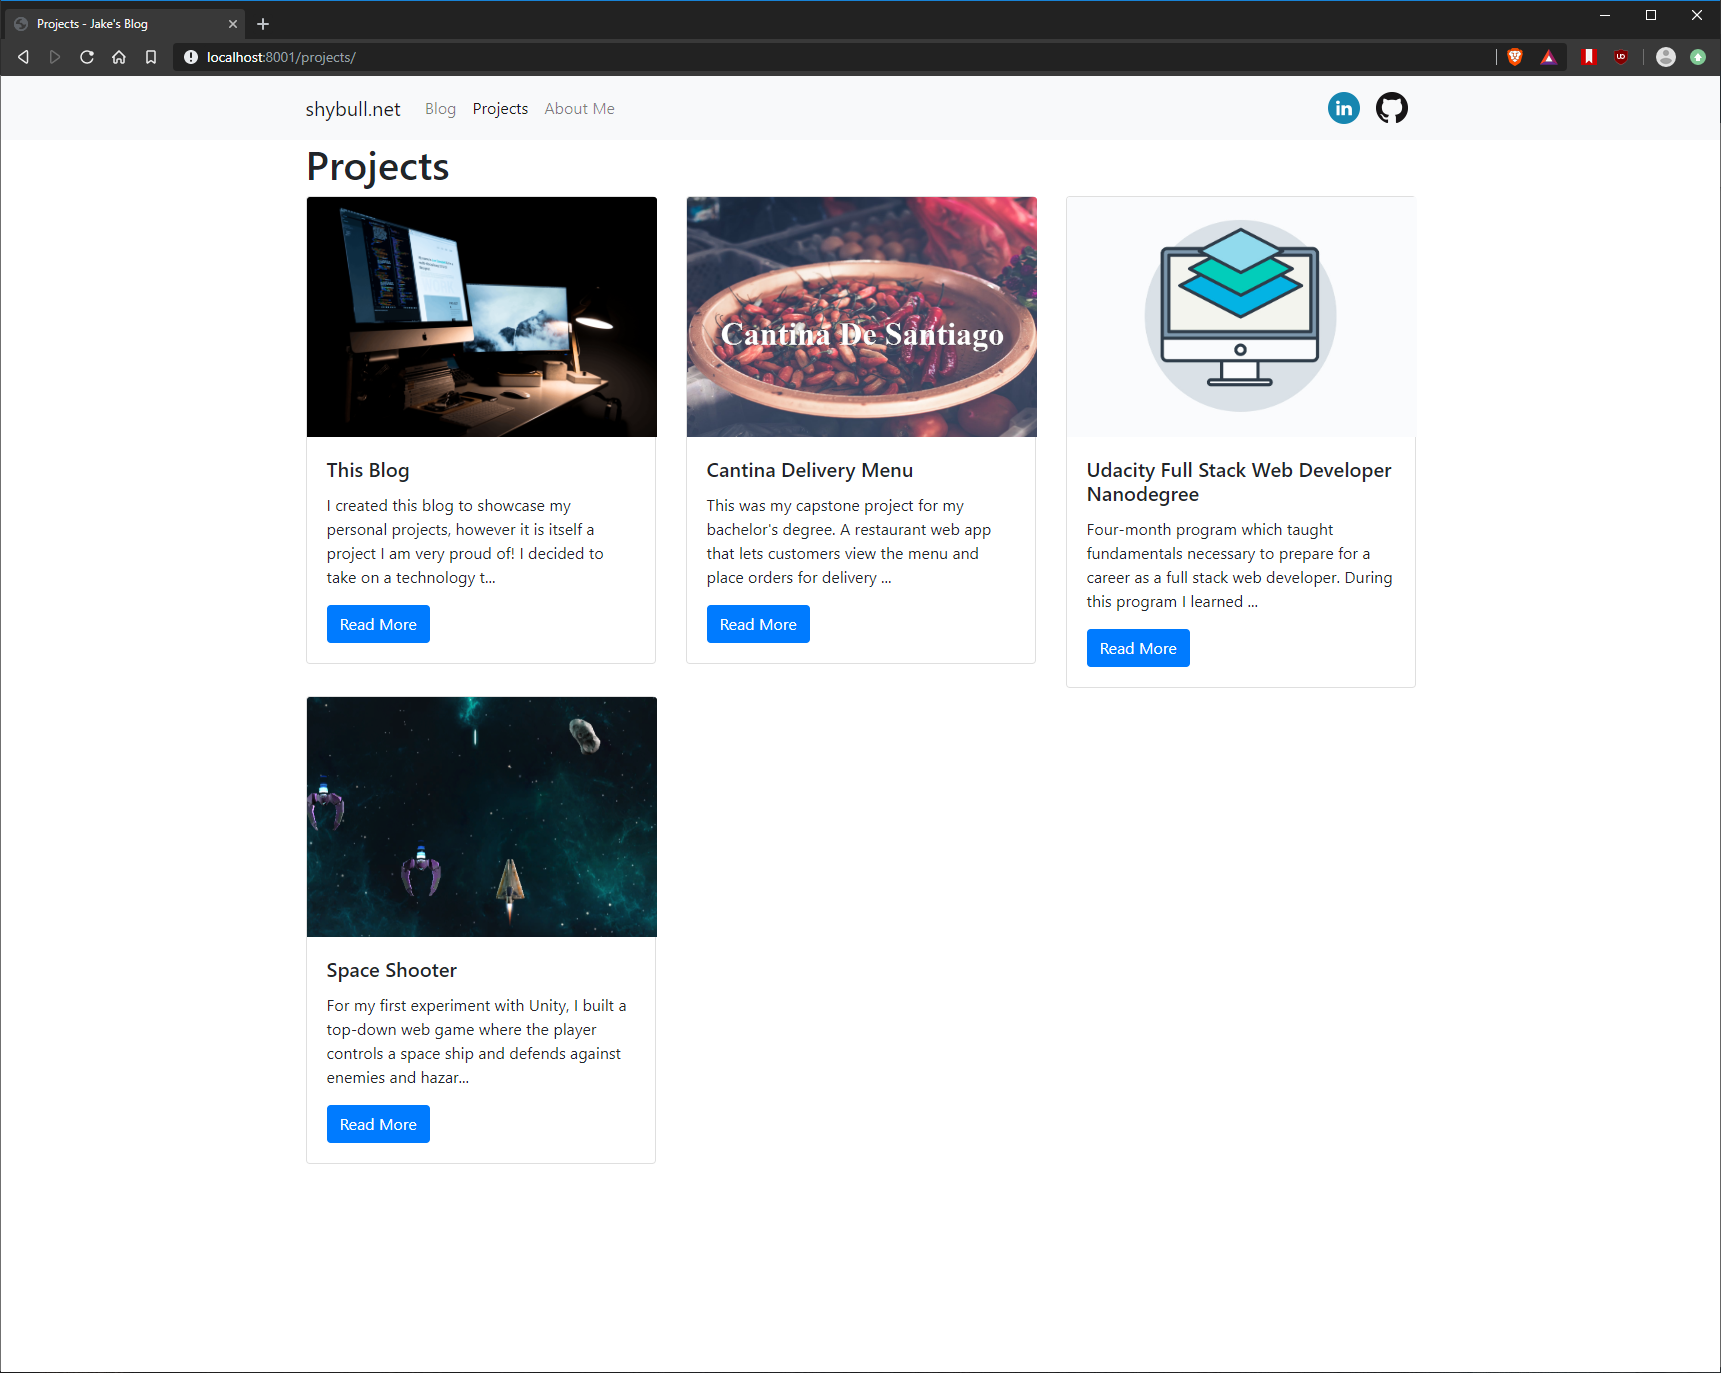 Projects - Jake's Blog
localhost:8001/projects/
shybull.net Blog Projects About Me in
Projects
Cantina De Santiago
This Blog
I created this blog to showcase my
personal projects, however it is itself a
project I am very proud of! I decided to
take on a technology t...
Read More
Cantina Delivery Menu
This was my capstone project for my
bachelor's degree. A restaurant web app
that lets customers view the menu and
place orders for delivery ...
Read More
Udacity Full Stack Web Developer
Nanodegree
Four-month program which taught
fundamentals necessary to prepare for a
career as a full stack web developer. During
this program I learned ...
Read More
Space Shooter
For my first experiment with Unity, I built a
top-down web game where the player
controls a space ship and defends against
enemies and hazar...
Read More